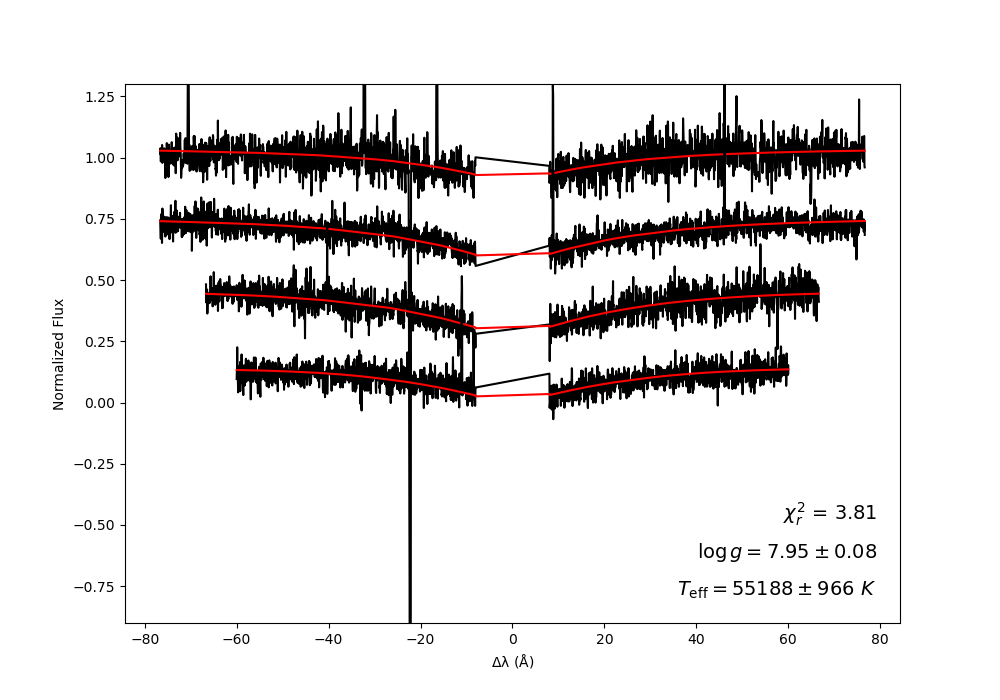 1.25
1.00
0.75
0.50
0.25
0.00
−0.25
−0.50
−0.75
Normalized Flux
χ²ᵣ = 3.81
log g = 7.95 ± 0.08
T_eff = 55188 ± 966 K
−80 −60 −40 −20 0 20 40 60 80
Δλ (Å)